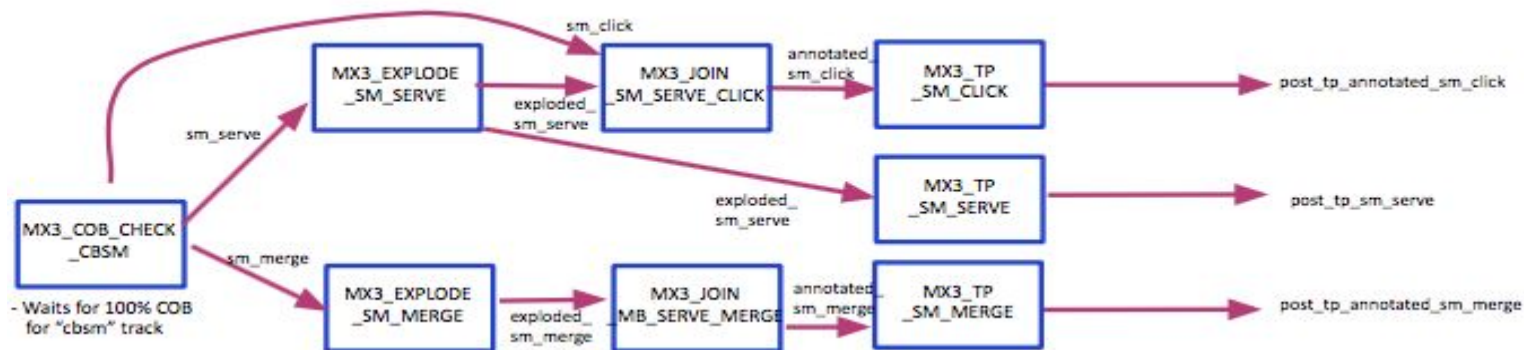 sm_click
MX3_EXPLODE
_SM_SERVE
MX3_JOIN
_SM_SERVE_CLICK
annotated_
sm_click
MX3_TP
_SM_CLICK
post_tp_annotated_sm_click
sm_serve
exploded_
sm_serve
MX3_TP
_SM_SERVE
exploded_
sm_serve
post_tp_sm_serve
MX3_COB_CHECK
_CBSM
sm_merge
- Waits for 100% COB
for "cbsm" track
MX3_EXPLODE
_SM_MERGE
exploded_
sm_merge
MX3_JOIN
_MB_SERVE_MERGE
annotated_
sm_merge
MX3_TP
_SM_MERGE
post_tp_annotated_sm_merge